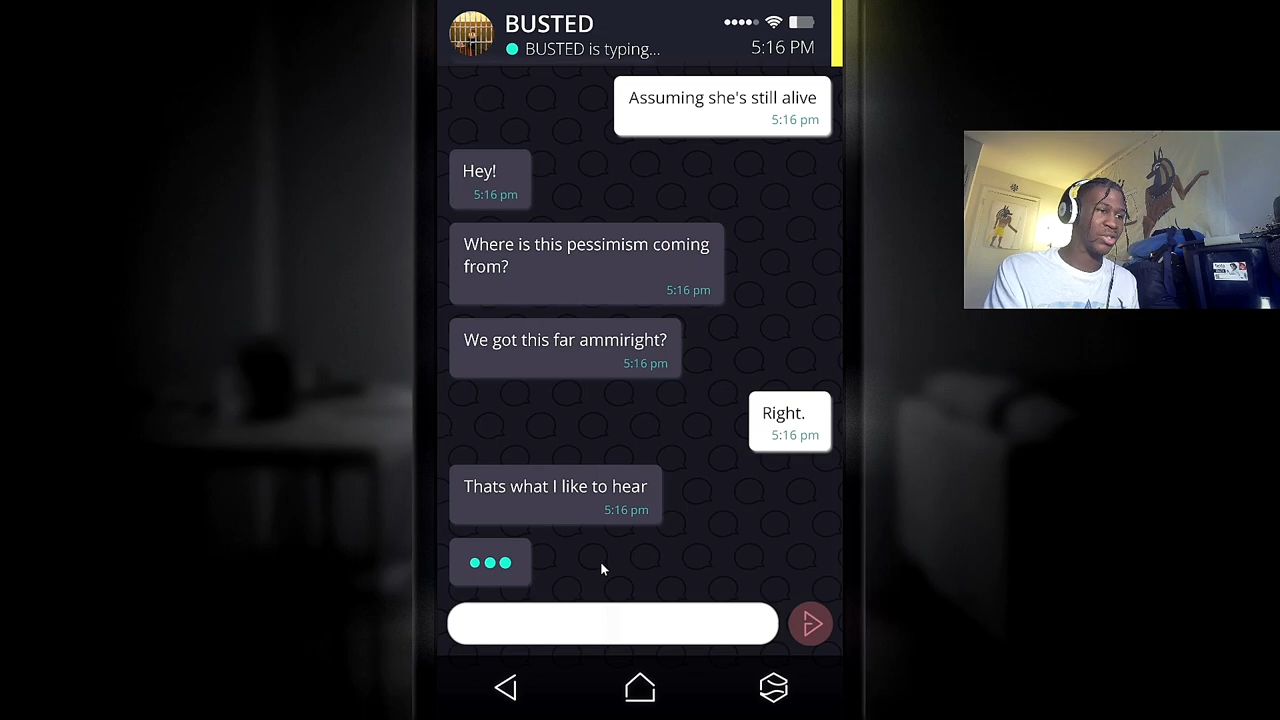 BUSTED
BUSTED is typing...
5:16 PM
Assuming she's still alive
5:16 pm
Hey!
5:16 pm
Where is this pessimism coming
from?
5:16 pm
We got this far ammiright?
5:16 pm
Right.
5:16 pm
Thats what I like to hear
5:16 pm